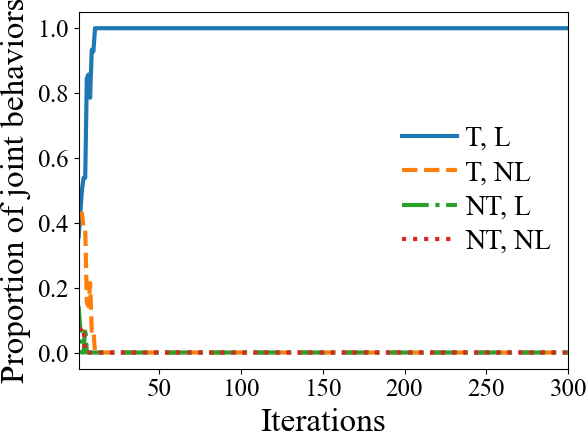 Proportion of joint behaviors
1.0
0.8
0.6
0.4
0.2
0.0
T, L
T, NL
NT, L
NT, NL
50 100 150 200 250 300
Iterations